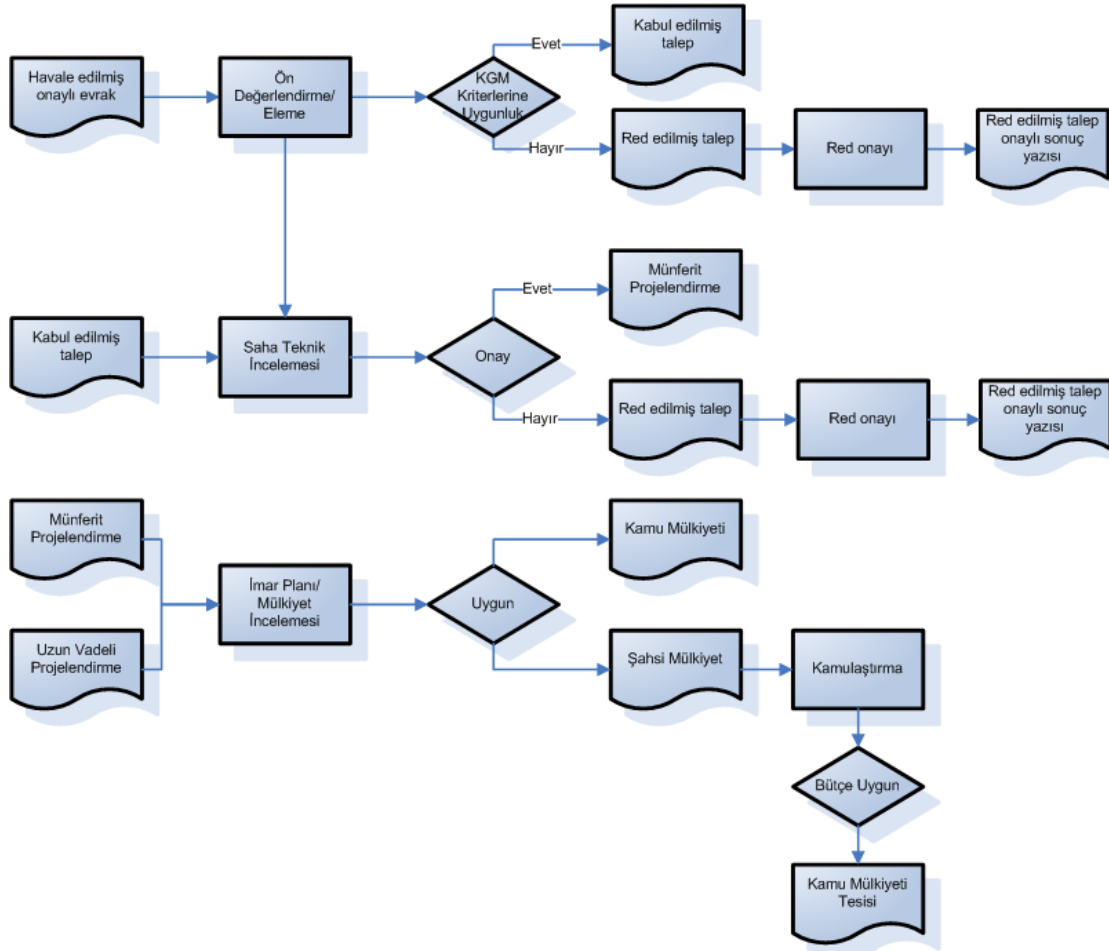 Havale edilmiş
onaylı evrak
Ön
Değerlendirme/
Eleme
KGM
Kriterlerine
Uygunluk
Evet
Kabul edilmiş
talep
Hayır
Red edilmiş talep
Red onayı
Red edilmiş talep
onaylı sonuç
yazısı
Kabul edilmiş
talep
Saha Teknik
İncelemesi
Onay
Evet
Münferit
Projelendirme
Hayır
Red edilmiş talep
Red onayı
Red edilmiş talep
onaylı sonuç
yazısı
Münferit
Projelendirme
Uzun Vadeli
Projelendirme
İmar Planı/
Mülkiyet
İncelemesi
Uygun
Kamu Mülkiyeti
Şahsi Mülkiyet
Kamulaştırma
Bütçe Uygun
Kamu Mülkiyeti
Tesisi